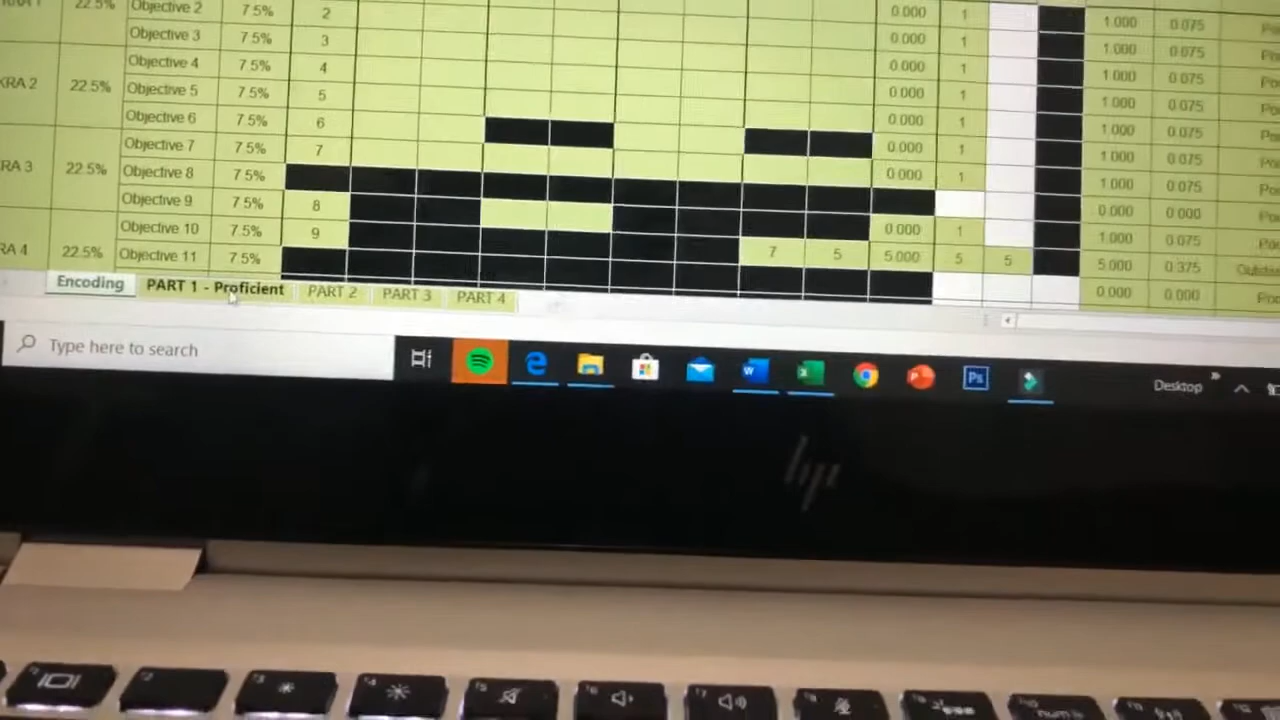 22.5% Objective 2 7.5% 2 0.000 1 1.000 0.075
Objective 3 7.5% 3 0.000 1 1.000 0.075
Objective 4 7.5% 4 0.000 1 1.000 0.075
KRA 2 22.5% Objective 5 7.5% 5 0.000 1 1.000 0.075
Objective 6 7.5% 6 0.000 1 1.000 0.075
Objective 7 7.5% 7 0.000 1 1.000 0.075
RA 3 22.5% Objective 8 7.5% 0.000 1 1.000 0.075
Objective 9 7.5% 8 0.000 0.000
Objective 10 7.5% 9 0.000 1 1.000 0.075
RA 4 22.5% Objective 11 7.5% 7 5 5.000 5 5 5.000 0.375
0.000 0.000
Encoding PART 1 - Proficient PART 2 PART 3 PART 4
Type here to search
Desktop
hp